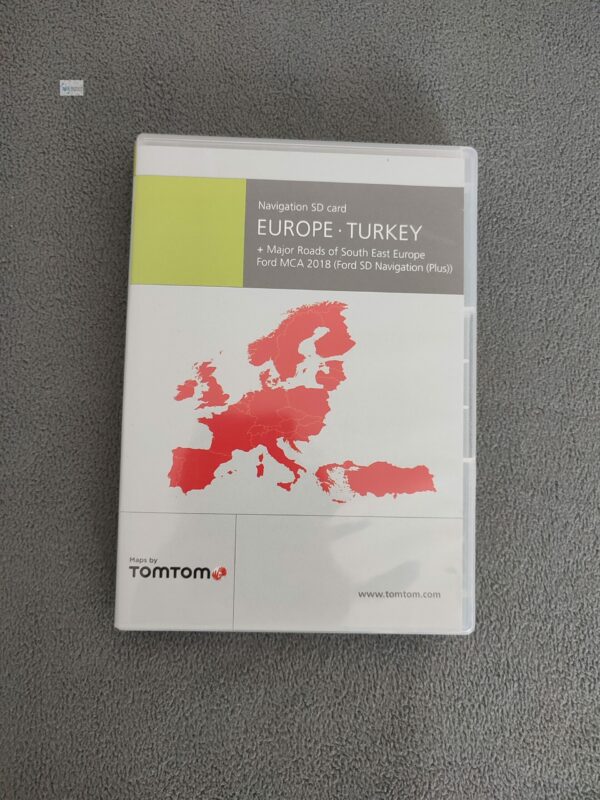 Navigation SD card
EUROPE · TURKEY
+ Major Roads of South East Europe
Ford MCA 2018 (Ford SD Navigation (Plus))
Maps by
TOMTOM
www.tomtom.com